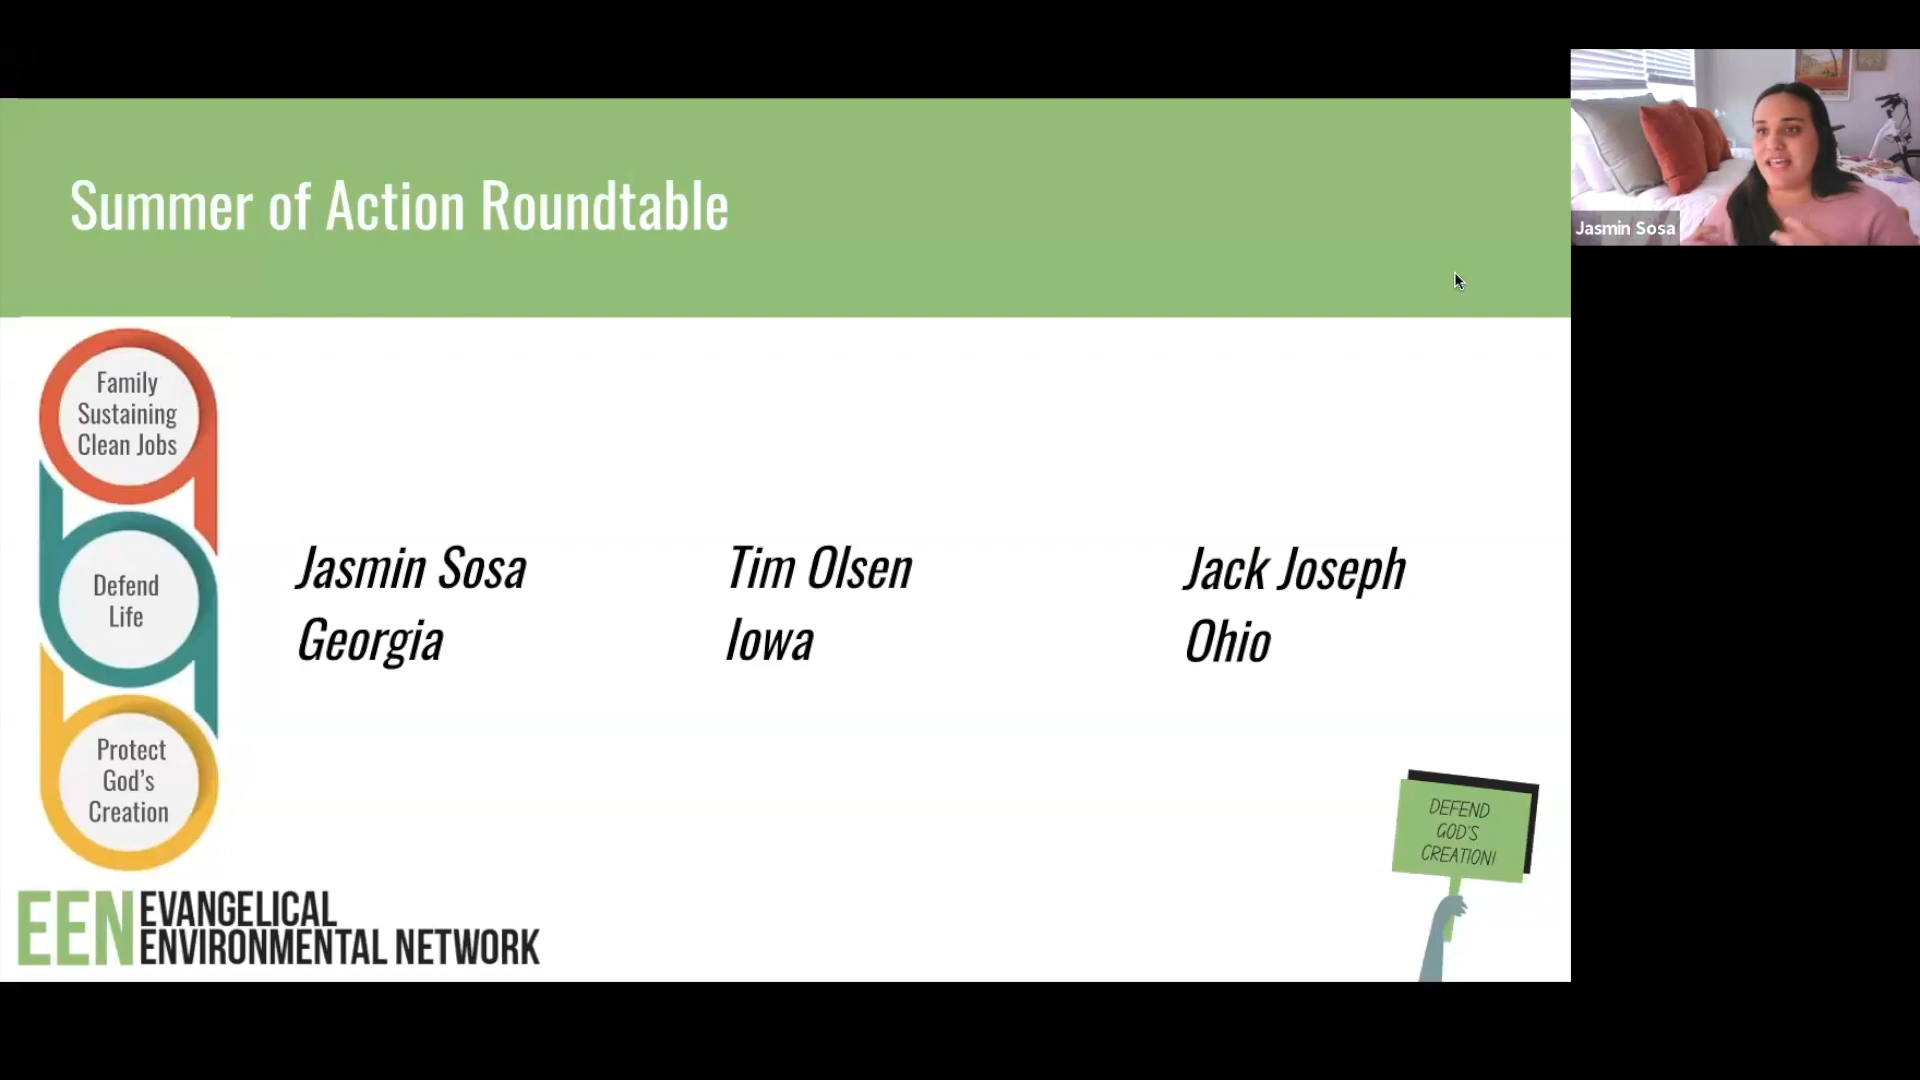 Summer of Action Roundtable
Jasmin Sosa
Family
Sustaining
Clean Jobs
Defend
Life
Protect
God's
Creation
Jasmin Sosa
Georgia
Tim Olsen
Iowa
Jack Joseph
Ohio
DEFEND
GOD'S
CREATION!
EEN EVANGELICAL
ENVIRONMENTAL NETWORK